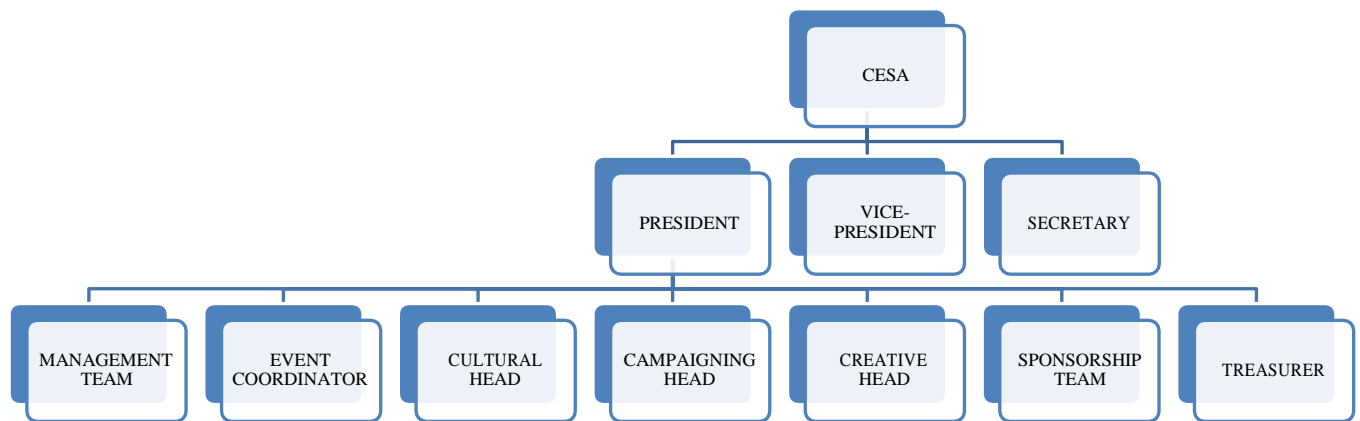 CESA
PRESIDENT
VICE-
PRESIDENT
SECRETARY
MANAGEMENT
TEAM
EVENT
COORDINATOR
CULTURAL
HEAD
CAMPAIGNING
HEAD
CREATIVE
HEAD
SPONSORSHIP
TEAM
TREASURER